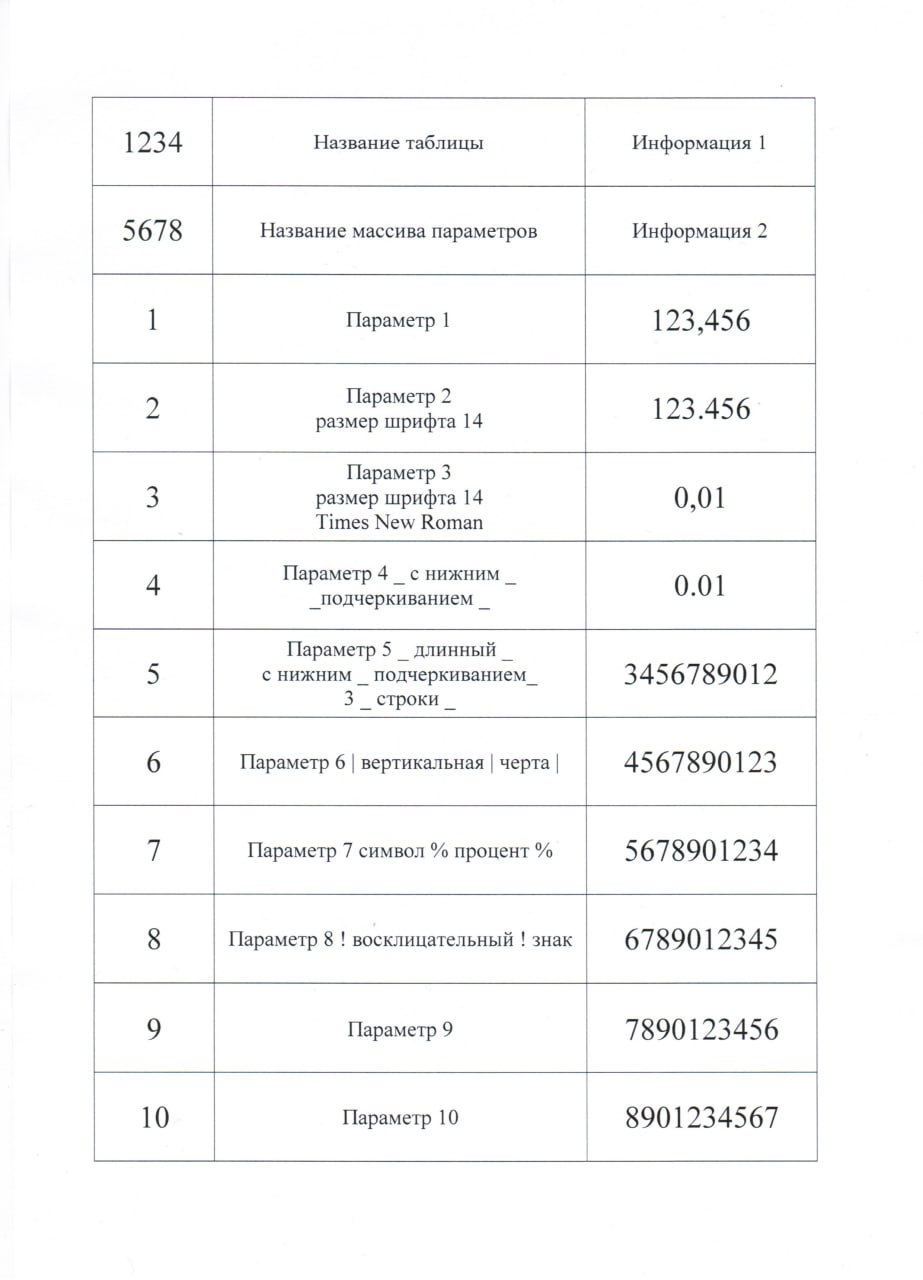 1234 Название таблицы Информация 1
5678 Название массива параметров Информация 2
1 Параметр 1 123,456
2 Параметр 2
размер шрифта 14 123.456
3 Параметр 3
размер шрифта 14
Times New Roman 0,01
4 Параметр 4 _ с нижним _
_подчеркиванием _ 0.01
5 Параметр 5 _ длинный _
с нижним _ подчеркиванием_
3 _ строки _ 3456789012
6 Параметр 6 | вертикальная | черта | 4567890123
7 Параметр 7 символ % процент % 5678901234
8 Параметр 8 ! восклицательный ! знак 6789012345
9 Параметр 9 7890123456
10 Параметр 10 8901234567